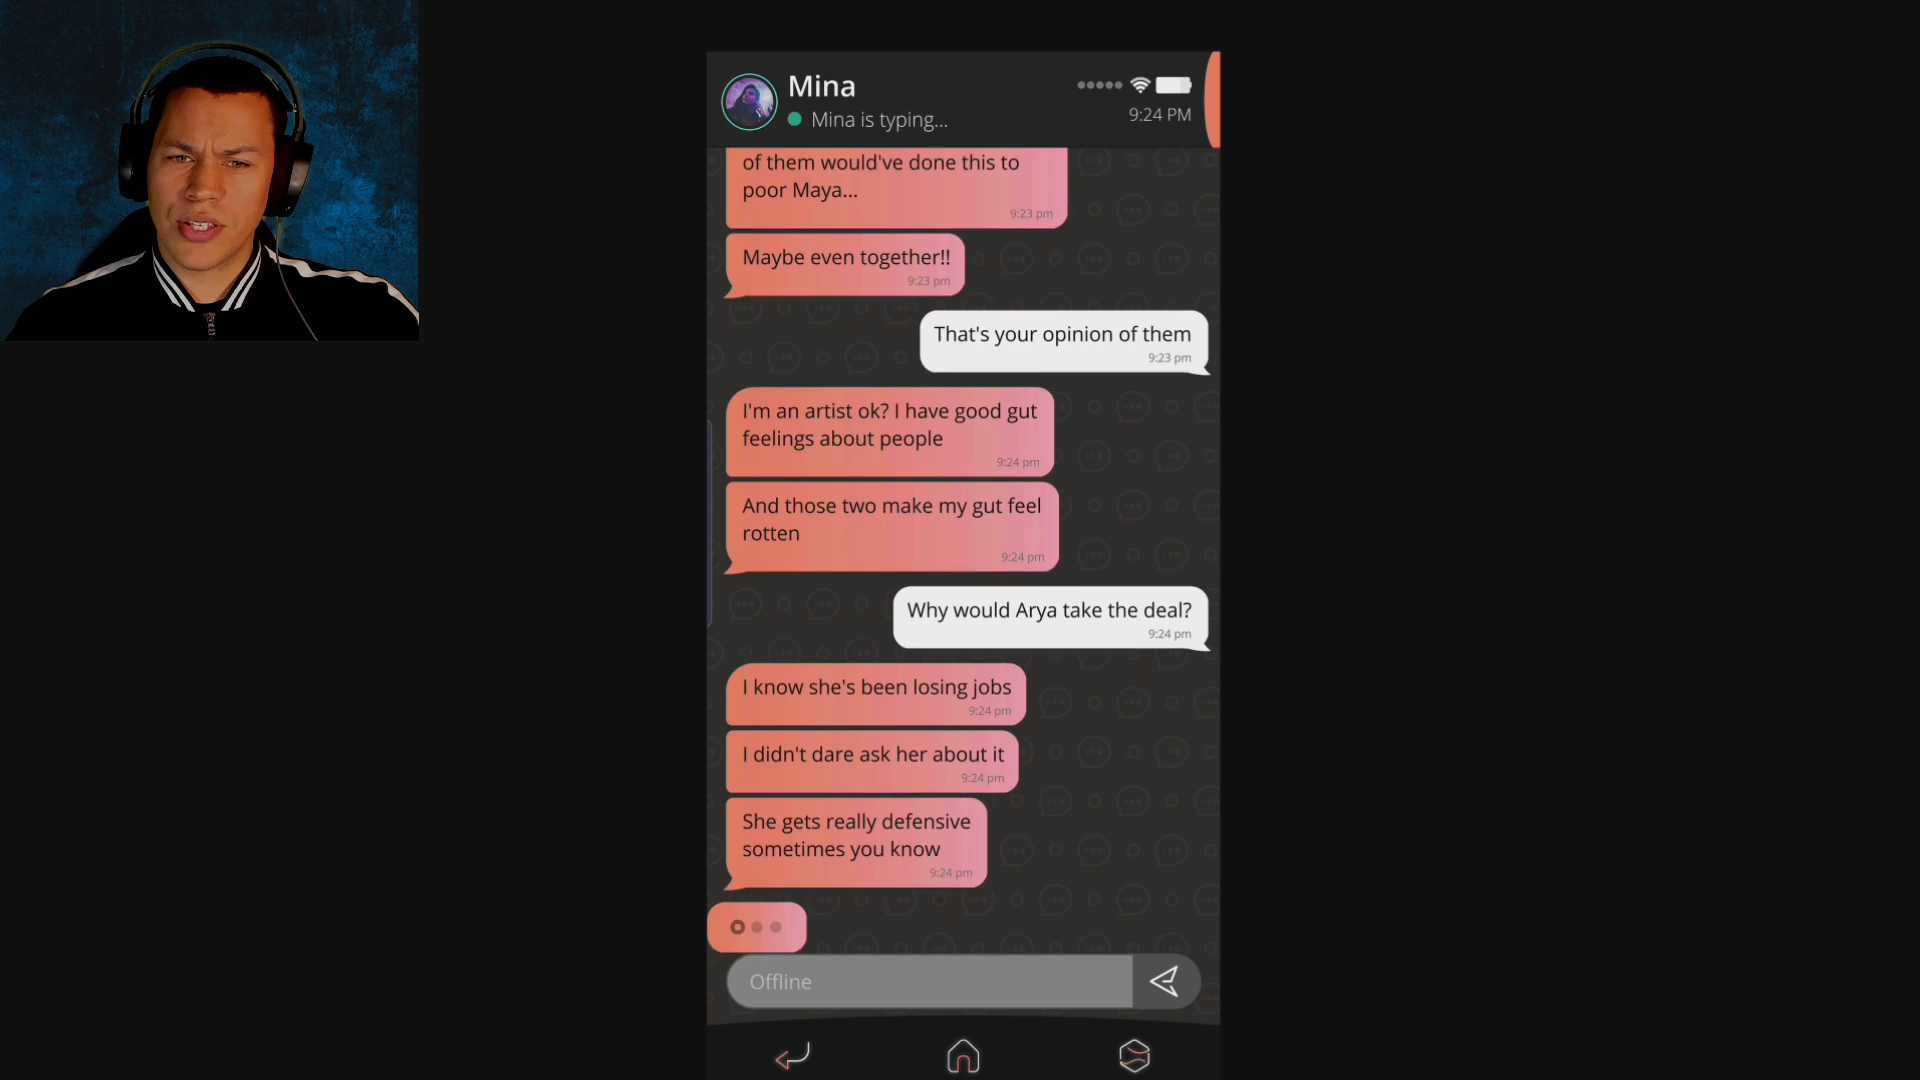 Mina
Mina is typing...
9:24 PM
of them would've done this to
poor Maya...
9:23 pm
Maybe even together!!
9:23 pm
That's your opinion of them
9:23 pm
I'm an artist ok? I have good gut
feelings about people
9:24 pm
And those two make my gut feel
rotten
9:24 pm
Why would Arya take the deal?
9:24 pm
I know she's been losing jobs
9:24 pm
I didn't dare ask her about it
9:24 pm
She gets really defensive
sometimes you know
9:24 pm
Offline